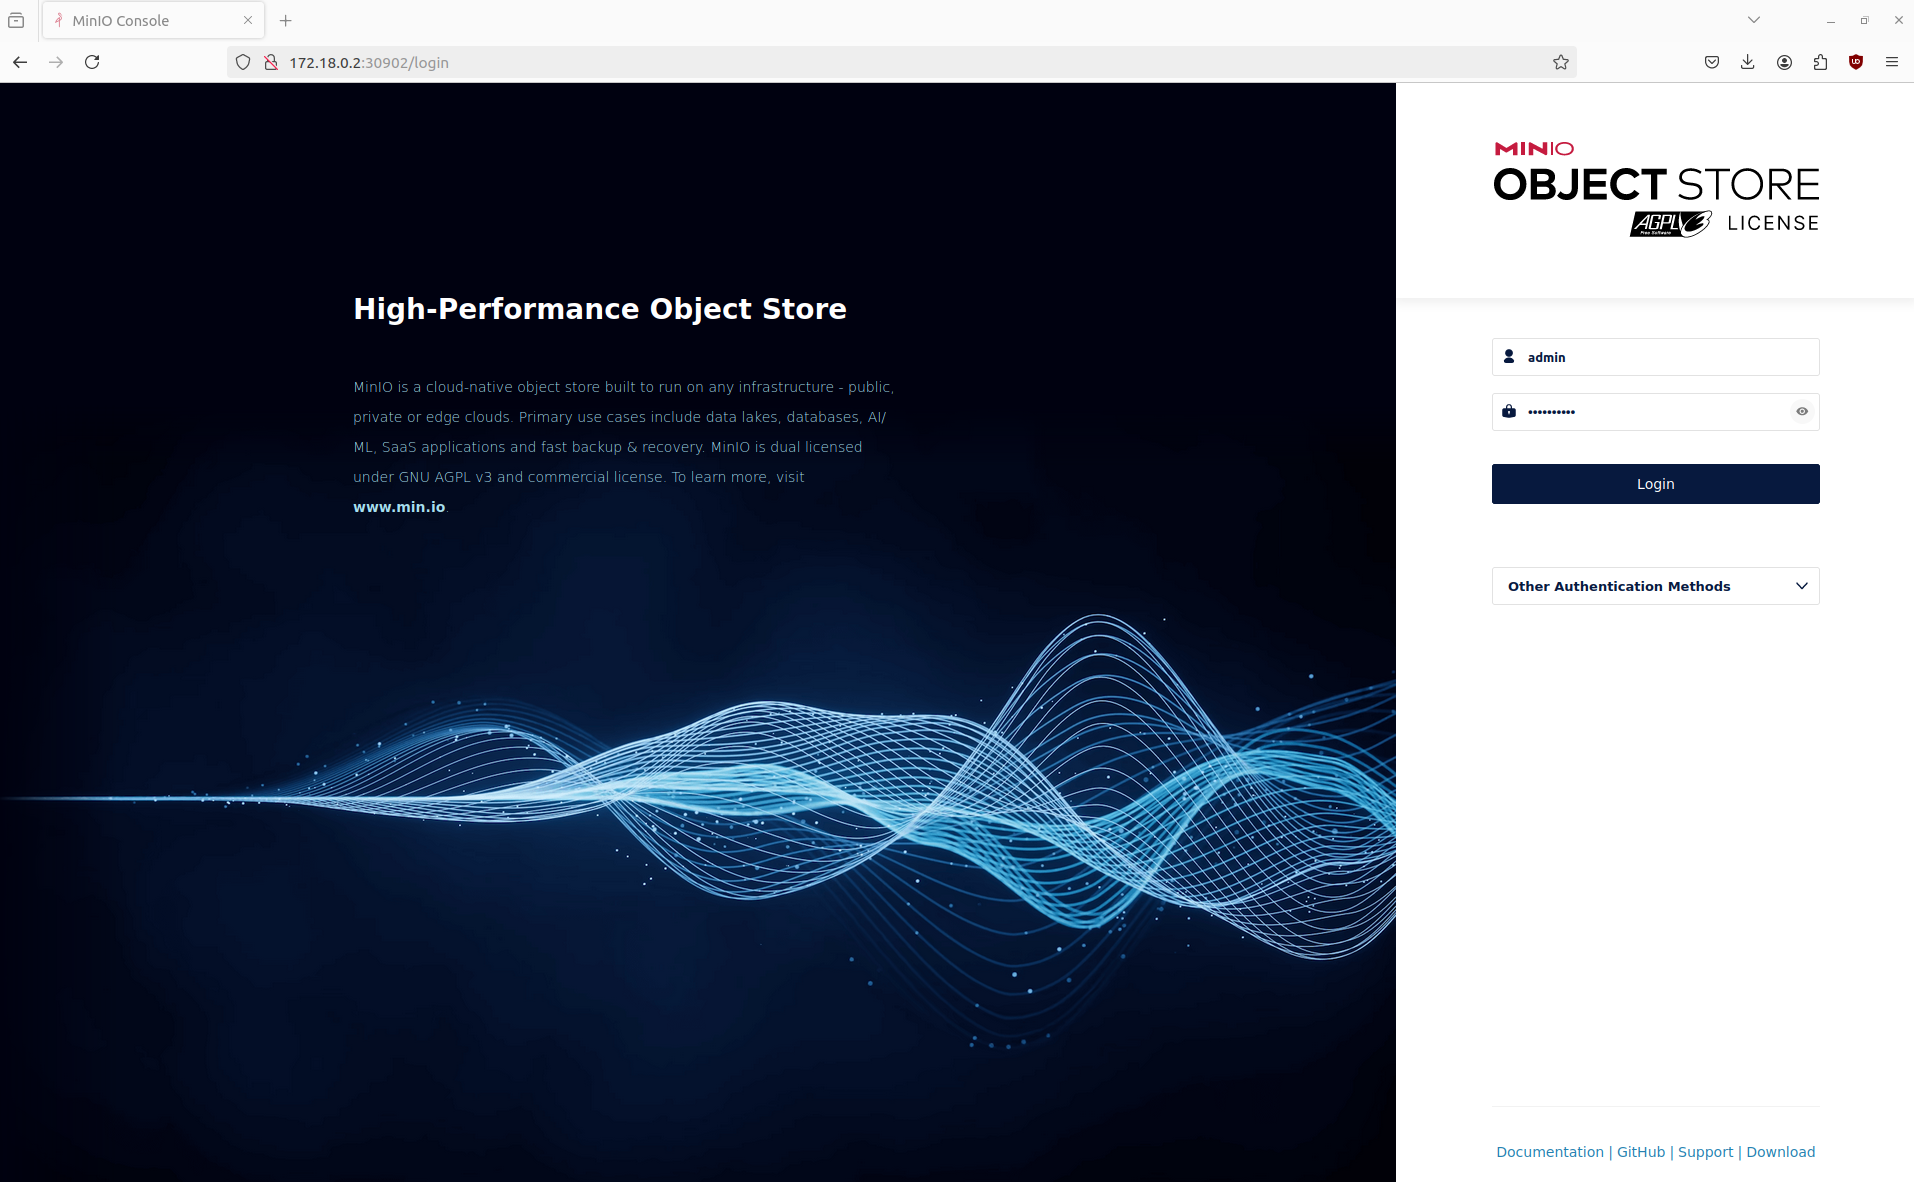 MinIO Console
172.18.0.2:30902/login
High-Performance Object Store
MinIO is a cloud-native object store built to run on any infrastructure - public,
private or edge clouds. Primary use cases include data lakes, databases, AI/
ML, SaaS applications and fast backup & recovery. MinIO is dual licensed
under GNU AGPL v3 and commercial license. To learn more, visit
www.min.io.
MINIO
OBJECT STORE
AGPL3 LICENSE
Free Software
admin
••••••••••
Login
Other Authentication Methods
Documentation | GitHub | Support | Download